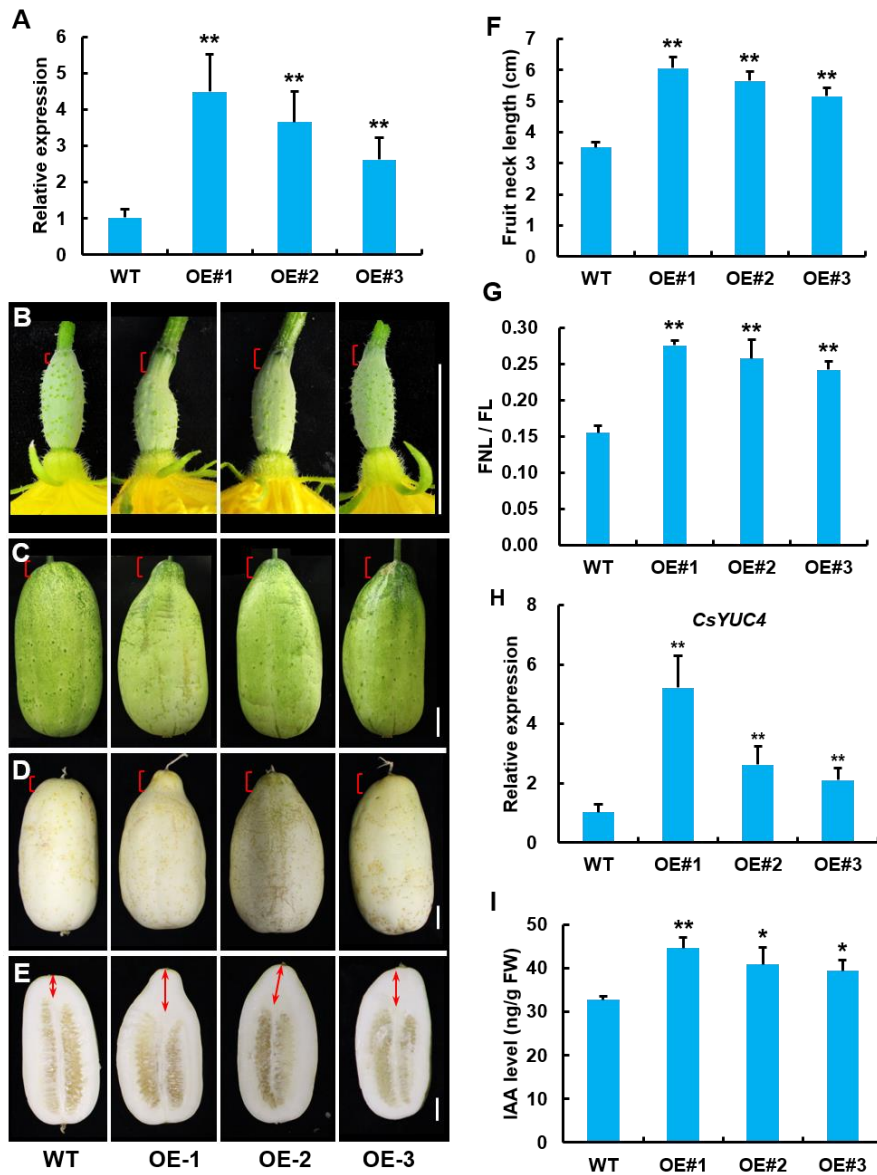 A
Relative expression
6
5
4
3
2
1
0
**
**
**
WT OE#1 OE#2 OE#3
B
C
D
E
WT OE-1 OE-2 OE-3
F
Fruit neck length (cm)
7
6
5
4
3
2
1
0
**
**
**
WT OE#1 OE#2 OE#3
G
FNL / FL
0.30
0.25
0.20
0.15
0.10
0.05
0.00
**
**
**
WT OE#1 OE#2 OE#3
H
CsYUC4
Relative expression
8
6
4
2
0
**
**
**
WT OE#1 OE#2 OE#3
I
IAA level (ng/g FW)
50
40
30
20
10
0
**
*
*
WT OE#1 OE#2 OE#3